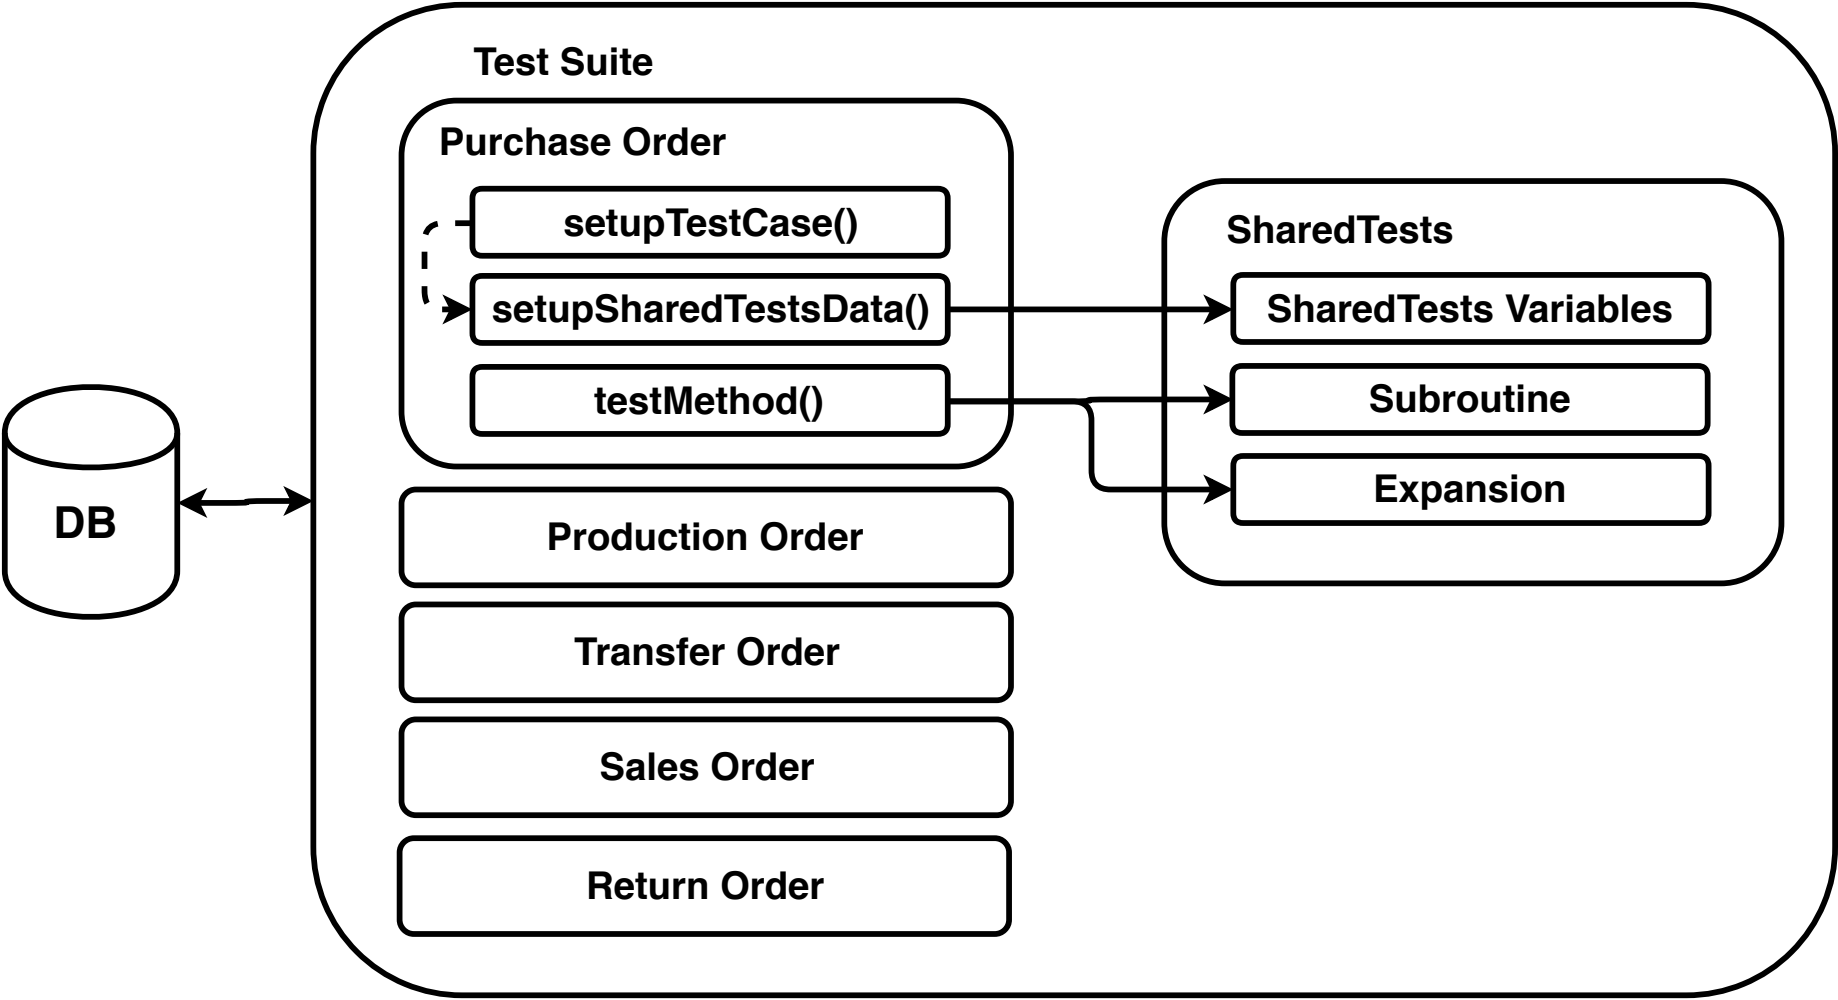 Test Suite
Purchase Order
setupTestCase()
setupSharedTestsData()
testMethod()
SharedTests
SharedTests Variables
Subroutine
Expansion
DB
Production Order
Transfer Order
Sales Order
Return Order